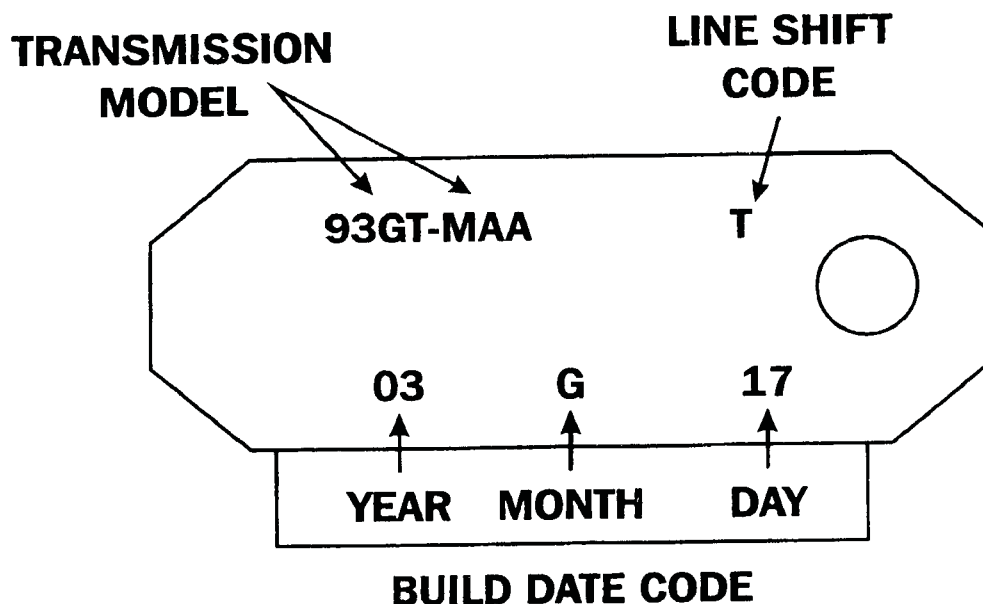 TRANSMISSION
MODEL
LINE SHIFT
CODE
93GT-MAA T
03 G 17
YEAR MONTH DAY
BUILD DATE CODE